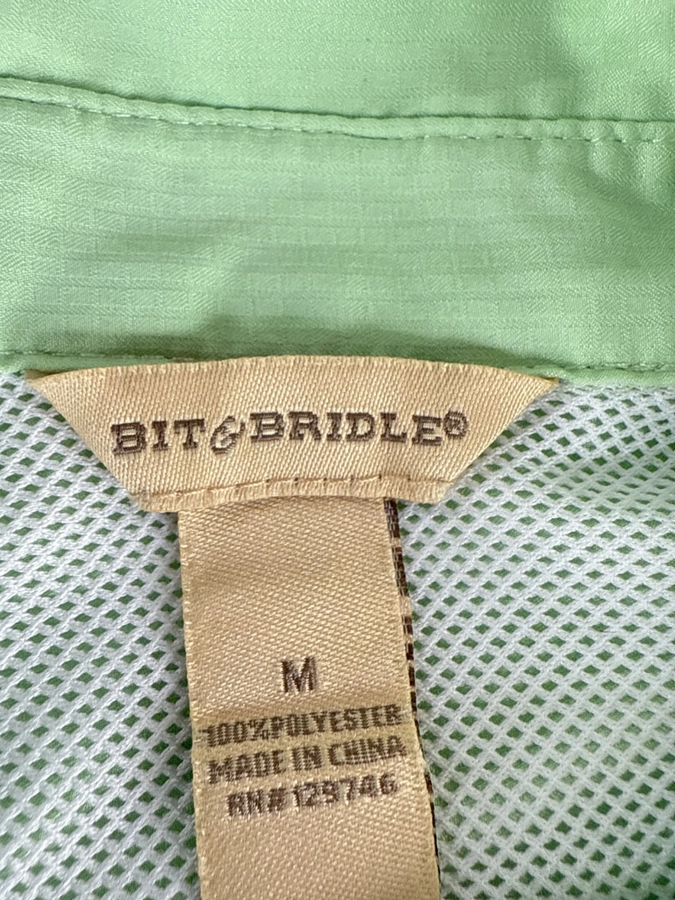 BIT & BRIDLE®
M
100% POLYESTER
MADE IN CHINA
RN# 129746